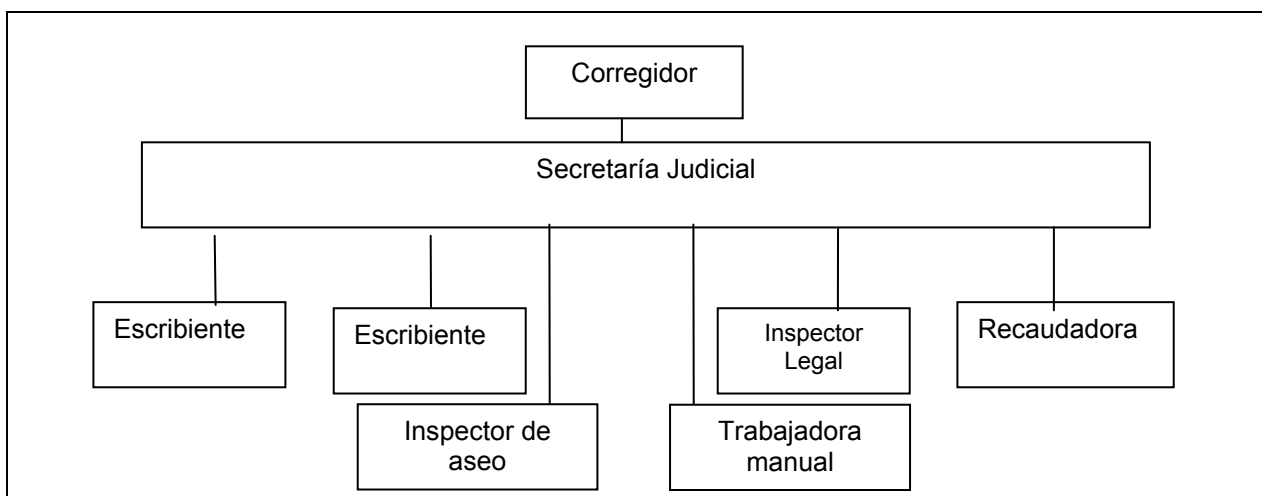 Corregidor
Secretaría Judicial
Escribiente
Escribiente
Inspector
Legal
Recaudadora
Inspector de
aseo
Trabajadora
manual